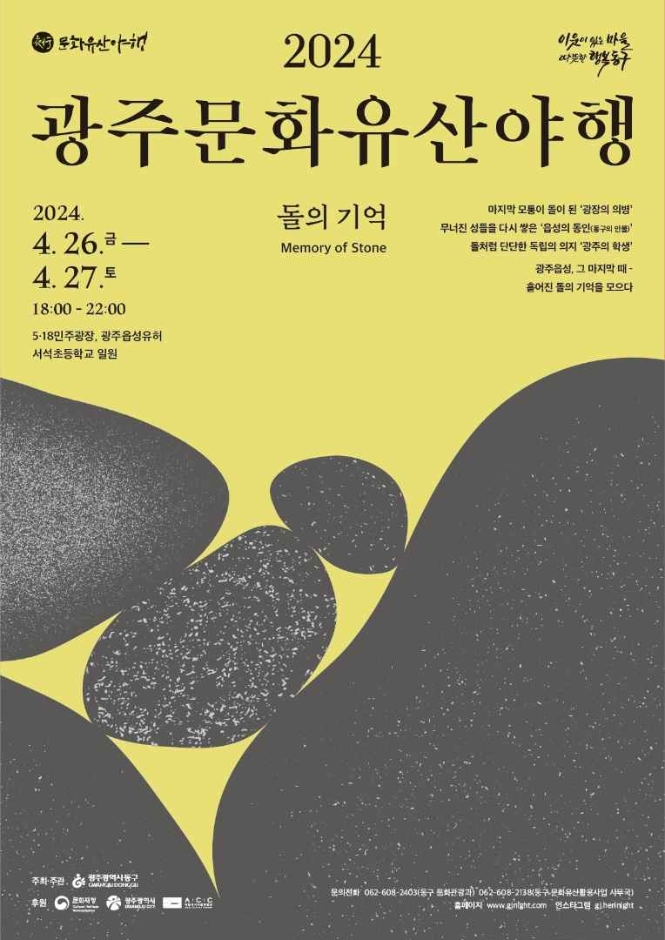 문화유산야행
2024
이웃이 있는 마을
따뜻한 행복동구
광주문화유산야행
2024.
4. 26.금 —
4. 27.토
18:00 - 22:00
5·18민주광장, 광주읍성유허
서석초등학교 일원
돌의 기억
Memory of Stone
마지막 모퉁이 돌이 된 ‘광장의 의병’
무너진 성돌을 다시 쌓은 ‘읍성의 동인(동구의 인물)’
돌처럼 단단한 독립의 의지 ‘광주의 학생’
광주읍성, 그 마지막 때 -
흩어진 돌의 기억을 모으다
주최·주관. 광주광역시동구
GWANGJU DONGGU
후원 문화재청 광주광역시 A·C·C
문의전화 062-608-2403(동구 문화관광과) 062-608-2138(동구 문화유산활용사업 사무국)
홈페이지 www.gjnight.com 인스타그램 gj.herinight